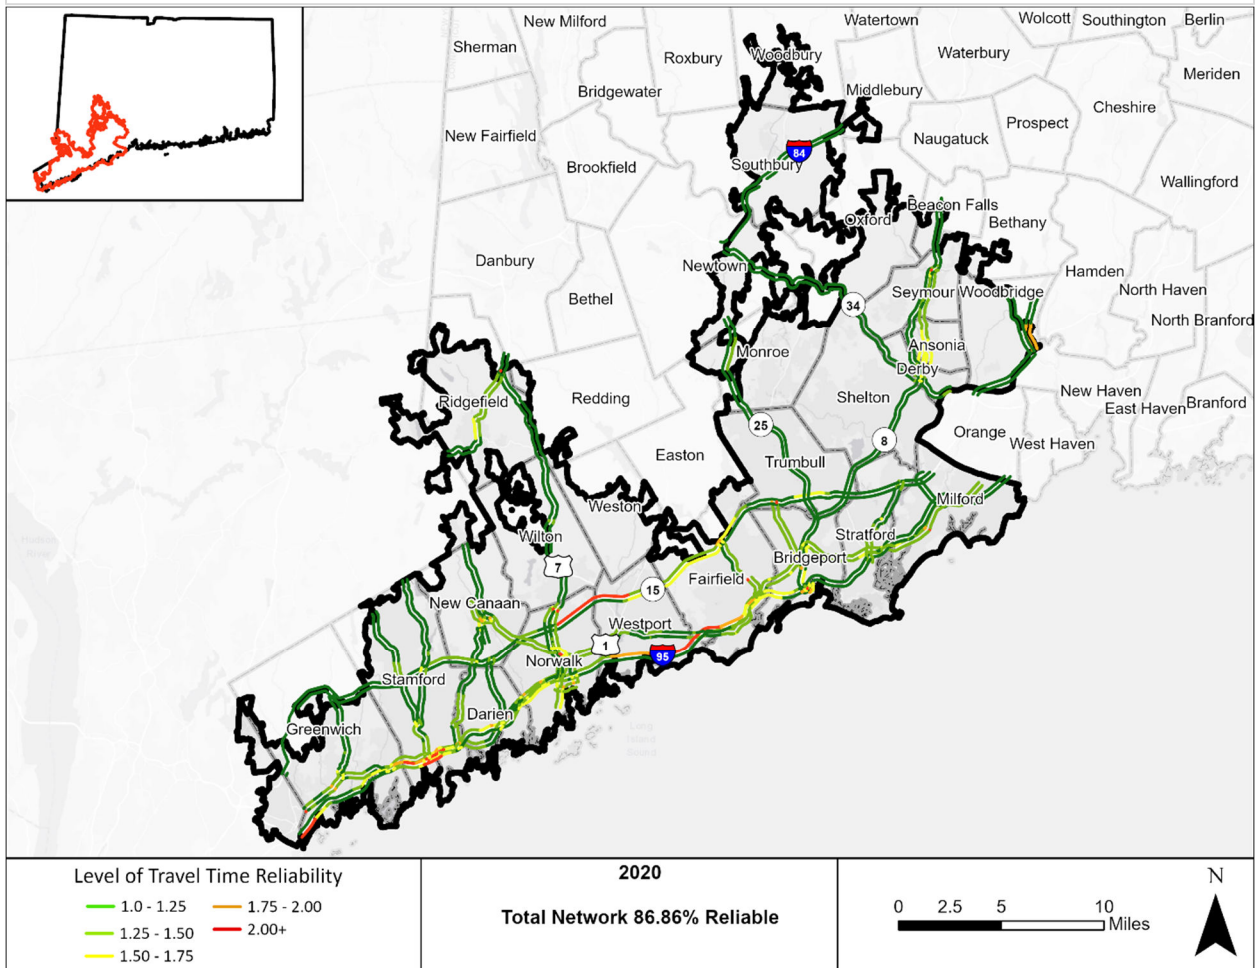 New Milford
Watertown
Wolcott
Southington
Berlin
Sherman
Roxbury
Woodbury
Waterbury
Meriden
Bridgewater
Middlebury
Cheshire
New Fairfield
Prospect
Naugatuck
84
Southbury
Brookfield
Wallingford
Beacon Falls
Oxford
Bethany
Danbury
Newtown
Hamden
Bethel
Seymour
Woodbridge
North Haven
34
North Branford
Ansonia
Monroe
Derby
New Haven
Ridgefield
Redding
Shelton
East Haven
Branford
25
Orange
8
West Haven
Easton
Trumbull
Milford
Weston
Wilton
Stratford
Hudson
River
Bridgeport
7
Fairfield
15
New Canaan
Westport
1
95
Norwalk
Stamford
Darien
Greenwich
Long
Island
Sound
Level of Travel Time Reliability
1.0 - 1.25
1.25 - 1.50
1.50 - 1.75
1.75 - 2.00
2.00+
2020
Total Network 86.86% Reliable
0 2.5 5 10
Miles
N